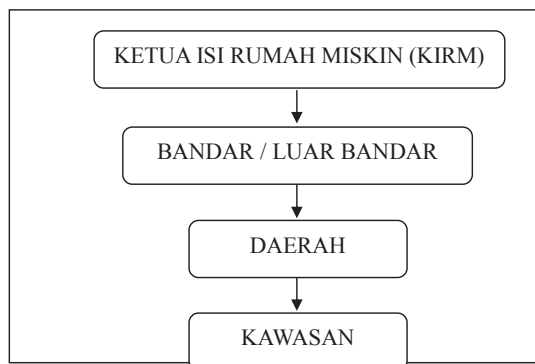 KETUA ISI RUMAH MISKIN (KIRM)
BANDAR / LUAR BANDAR
DAERAH
KAWASAN